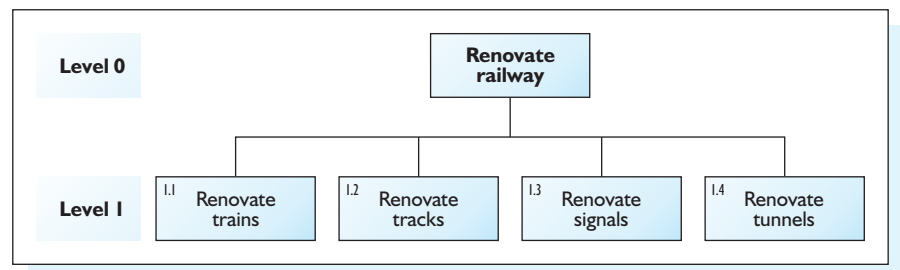 Level 0
Renovate
railway
Level 1
1.1
Renovate
trains
1.2
Renovate
tracks
1.3
Renovate
signals
1.4
Renovate
tunnels